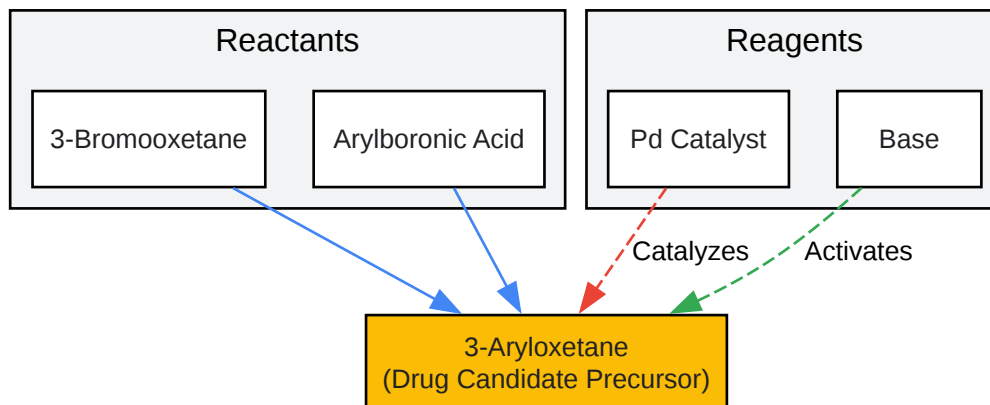 Reactants
Reagents
3-Bromooxetane
Arylboronic Acid
Pd Catalyst
Base
Catalyzes
Activates
3-Aryloxetane
(Drug Candidate Precursor)